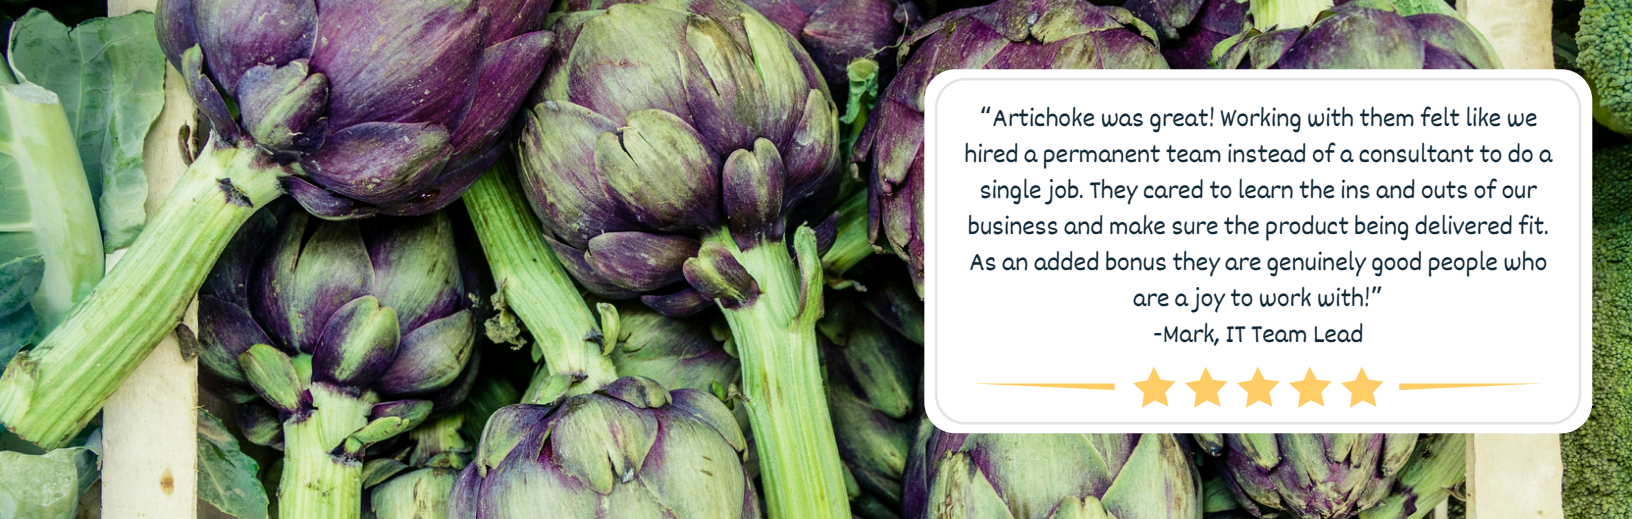 “Artichoke was great! Working with them felt like we
hired a permanent team instead of a consultant to do a
single job. They cared to learn the ins and outs of our
business and make sure the product being delivered fit.
As an added bonus they are genuinely good people who
are a joy to work with!”
-Mark, IT Team Lead